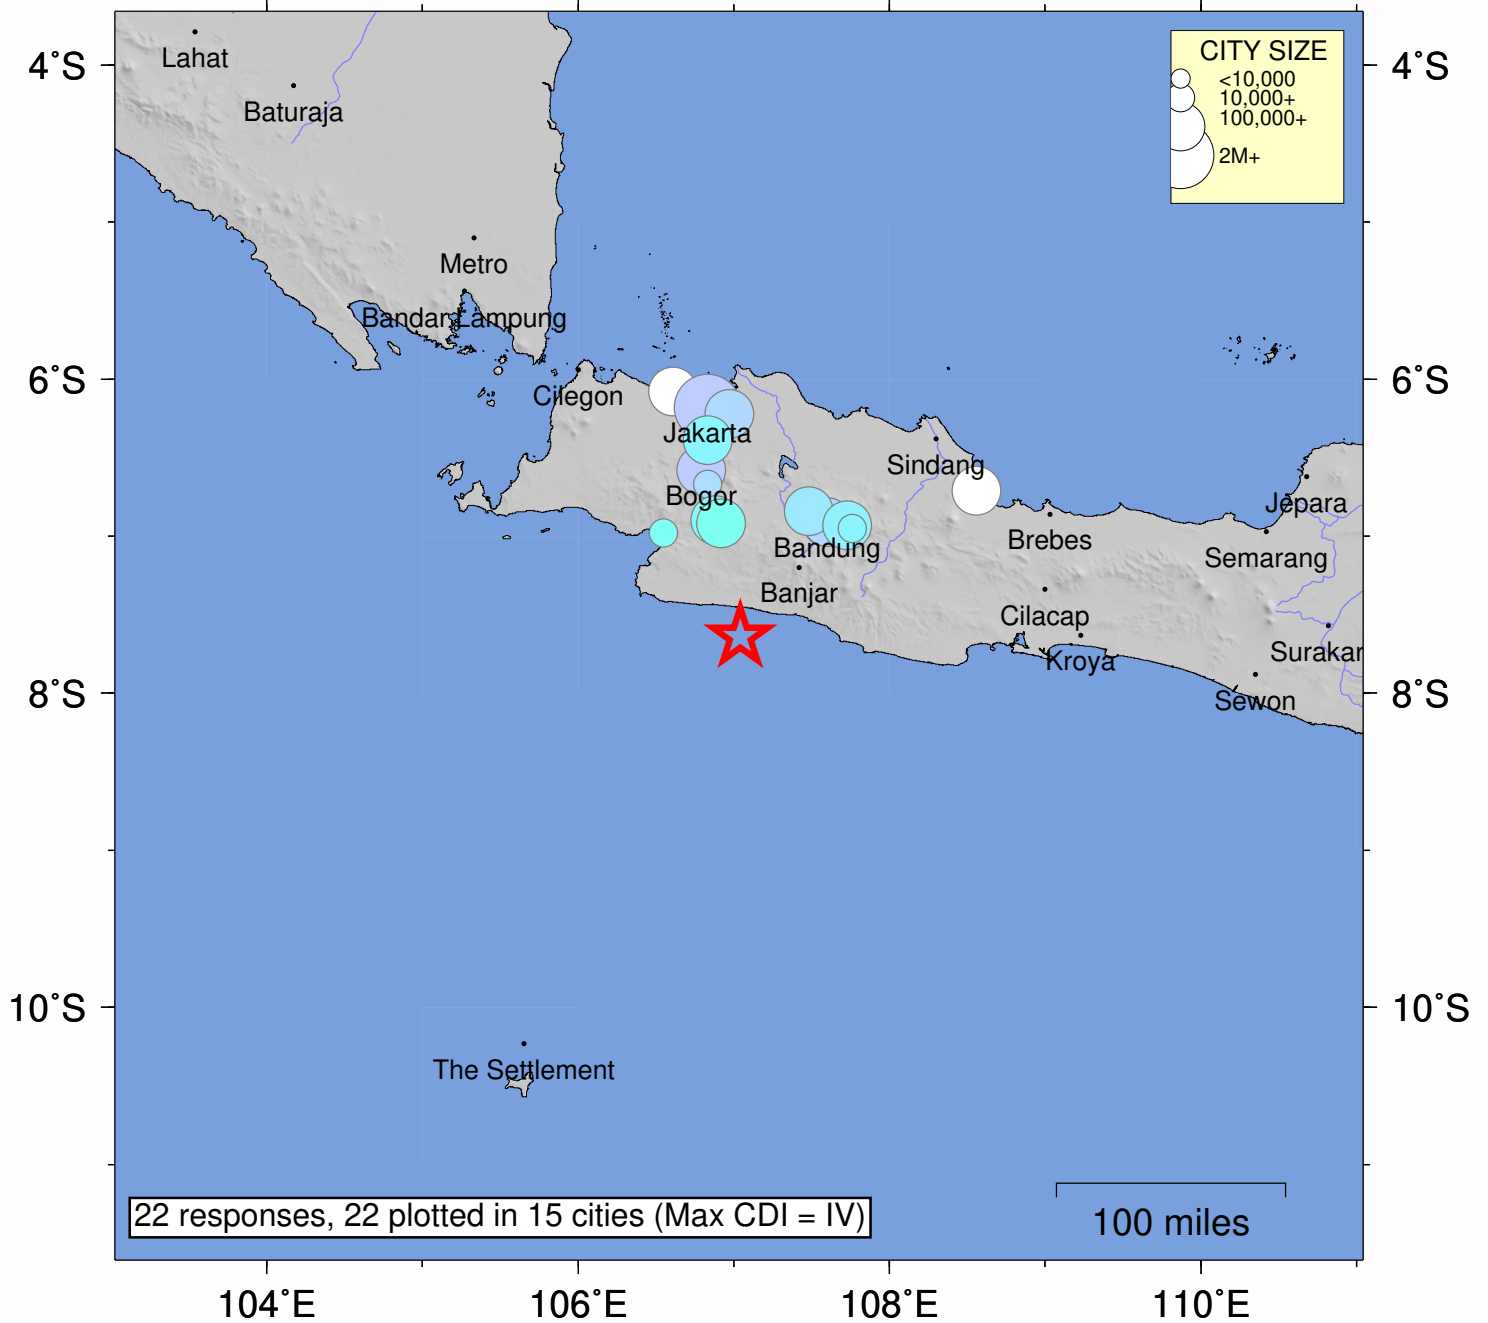 4°S
4°S
CITY SIZE
<10,000
10,000+
100,000+
2M+
Lahat
Baturaja
Metro
Bandar Lampung
6°S
6°S
Cilegon
Jakarta
Sindang
Bogor
Jepara
Brebes
Bandung
Semarang
Banjar
Cilacap
Surakar
Kroya
8°S
8°S
Sewon
10°S
10°S
The Settlement
22 responses, 22 plotted in 15 cities (Max CDI = IV)
100 miles
104°E
106°E
108°E
110°E